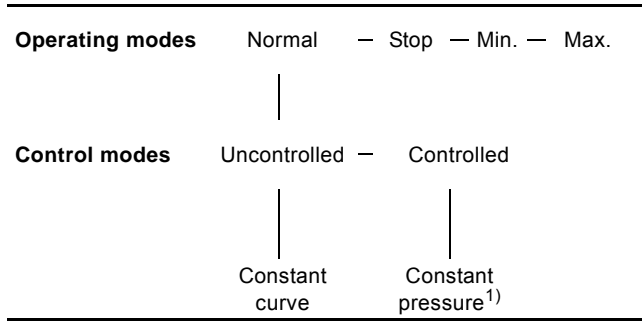 Operating modes Normal – Stop – Min. – Max.
Control modes Uncontrolled – Controlled
Constant Constant
curve pressure1)